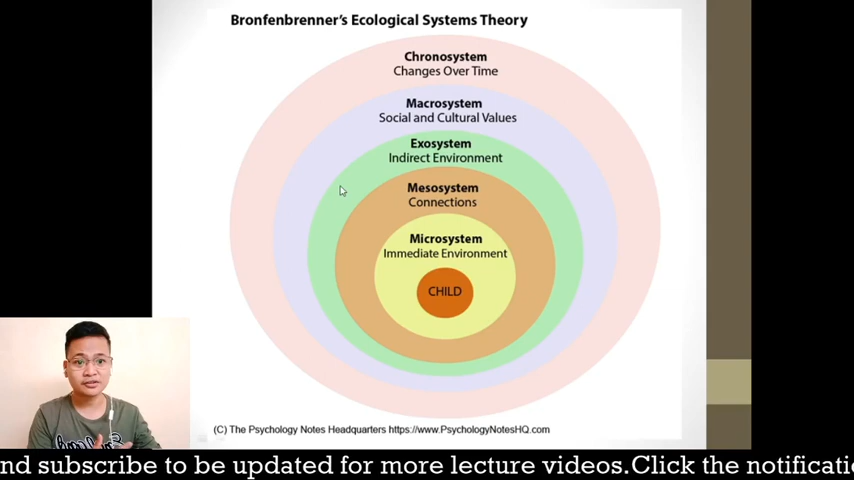 Bronfenbrenner's Ecological Systems Theory
Chronosystem
Changes Over Time
Macrosystem
Social and Cultural Values
Exosystem
Indirect Environment
Mesosystem
Connections
Microsystem
Immediate Environment
CHILD
(C) The Psychology Notes Headquarters https://www.PsychologyNotesHQ.com
nd subscribe to be updated for more lecture videos.Click the notificatio